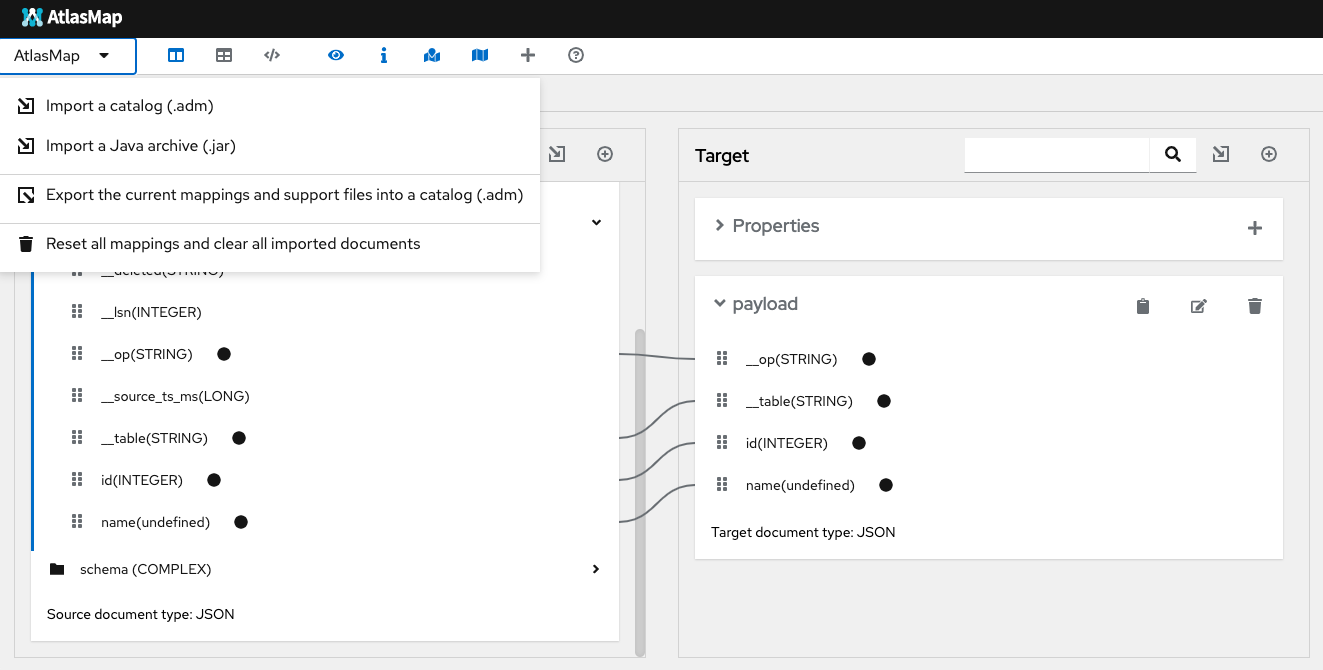 AtlasMap
AtlasMap
Import a catalog (.adm)
Import a Java archive (.jar)
Export the current mappings and support files into a catalog (.adm)
Reset all mappings and clear all imported documents
__deleted(STRING)
__lsn(INTEGER)
__op(STRING)
__source_ts_ms(LONG)
__table(STRING)
id(INTEGER)
name(undefined)
schema (COMPLEX)
Source document type: JSON
Target
Properties
payload
__op(STRING)
__table(STRING)
id(INTEGER)
name(undefined)
Target document type: JSON